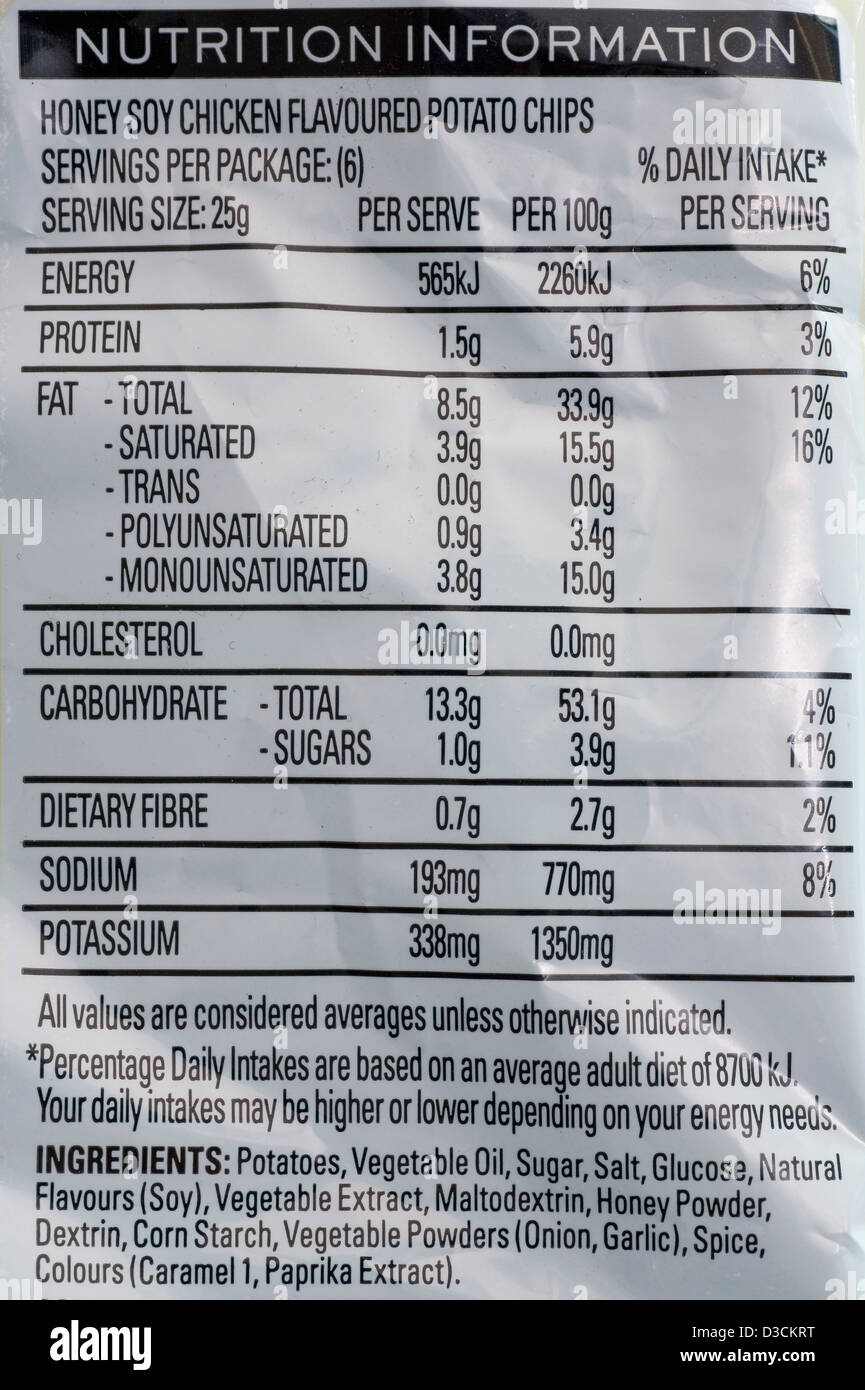 NUTRITION INFORMATION
HONEY SOY CHICKEN FLAVOURED POTATO CHIPS
SERVINGS PER PACKAGE: (6) % DAILY INTAKE*
SERVING SIZE: 25g PER SERVE PER 100g PER SERVING
ENERGY 565kJ 2260kJ 6%
PROTEIN 1.5g 5.9g 3%
FAT - TOTAL 8.5g 33.9g 12%
- SATURATED 3.9g 15.5g 16%
- TRANS 0.0g 0.0g
- POLYUNSATURATED 0.9g 3.4g
- MONOUNSATURATED 3.8g 15.0g
CHOLESTEROL 0.0mg 0.0mg
CARBOHYDRATE - TOTAL 13.3g 53.1g 4%
- SUGARS 1.0g 3.9g 1.1%
DIETARY FIBRE 0.7g 2.7g 2%
SODIUM 193mg 770mg 8%
POTASSIUM 338mg 1350mg
All values are considered averages unless otherwise indicated.
*Percentage Daily Intakes are based on an average adult diet of 8700 kJ.
Your daily intakes may be higher or lower depending on your energy needs.
INGREDIENTS: Potatoes, Vegetable Oil, Sugar, Salt, Glucose, Natural
Flavours (Soy), Vegetable Extract, Maltodextrin, Honey Powder,
Dextrin, Corn Starch, Vegetable Powders (Onion, Garlic), Spice,
Colours (Caramel 1, Paprika Extract).
alamy
alamy
alamy
Image ID: D3CKRT
www.alamy.com